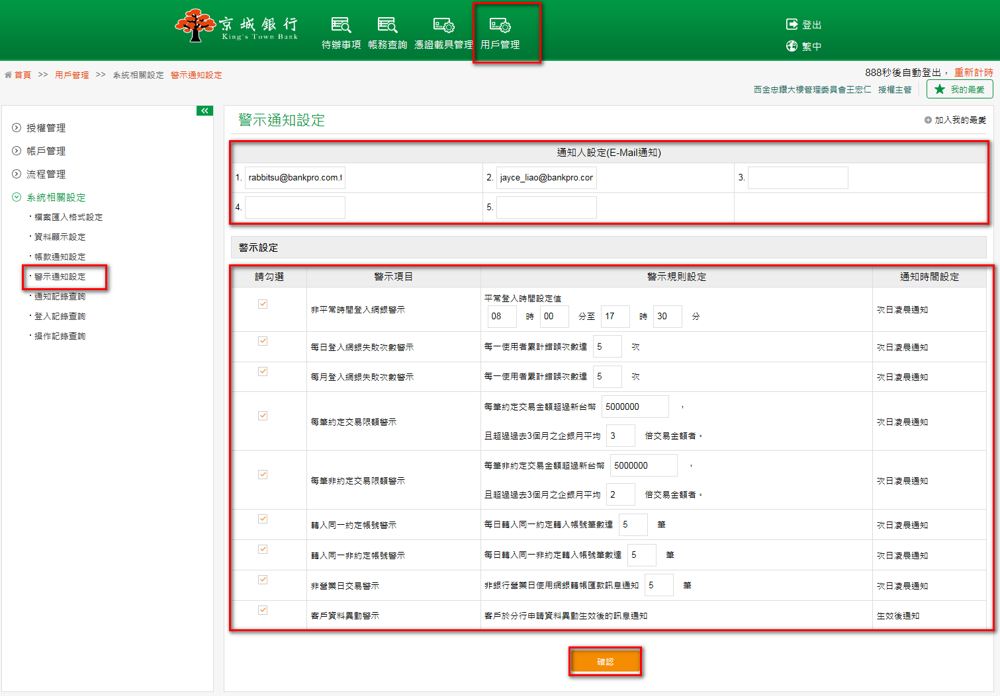 京城銀行
King's Town Bank
待辦事項 帳務查詢 憑證載具管理 用戶管理
登出
繁中
首頁 >> 用戶管理 >> 系統相關設定 警示通知設定
888秒後自動登出， 重新計時
西金忠鑽大樓管理委員會王宏仁 授權主管
我的最愛
授權管理
帳戶管理
流程管理
系統相關設定
檔案匯入格式設定
資料顯示設定
帳款通知設定
警示通知設定
通知記錄查詢
登入記錄查詢
操作記錄查詢
警示通知設定
加入我的最愛
通知人設定(E-Mail通知)
1. rabbitsu@bankpro.com.t 2. jayce_liao@bankpro.cor 3.
4. 5.
警示設定
請勾選 警示項目 警示規則設定 通知時間設定
非平常時間登入網銀警示
平常登入時間設定值
08 時 00 分至 17 時 30 分
次日凌晨通知
每日登入網銀失敗次數警示 每一使用者累計錯誤次數達 5 次 次日凌晨通知
每月登入網銀失敗次數警示 每一使用者累計錯誤次數達 5 次 次日凌晨通知
每筆約定交易限額警示
每筆約定交易金額超過新台幣 5000000 ，
且超過過去3個月之企銀月平均 3 倍交易金額者。
次日凌晨通知
每筆非約定交易限額警示
每筆非約定交易金額超過新台幣 5000000 ，
且超過過去3個月之企銀月平均 2 倍交易金額者。
次日凌晨通知
轉入同一約定帳號警示 每日轉入同一約定轉入帳號筆數達 5 筆 次日凌晨通知
轉入同一非約定帳號警示 每日轉入同一非約定轉入帳號筆數達 5 筆 次日凌晨通知
非營業日交易警示 非銀行營業日使用網銀轉帳匯款訊息通知 5 筆 次日凌晨通知
客戶資料異動警示 客戶於分行申請資料異動生效後的訊息通知 生效後通知
確認